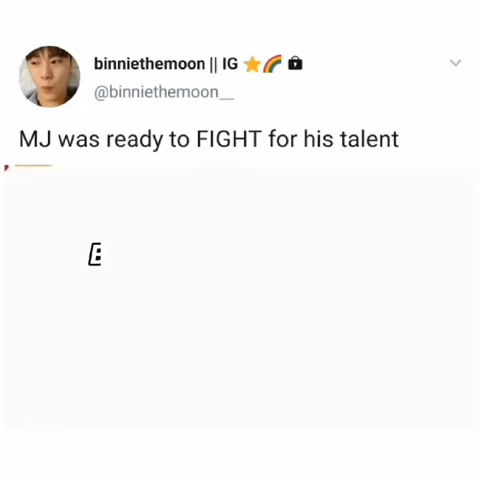 binniethemoon || IG ⭐🌈
@binniethemoon__
MJ was ready to FIGHT for his talent